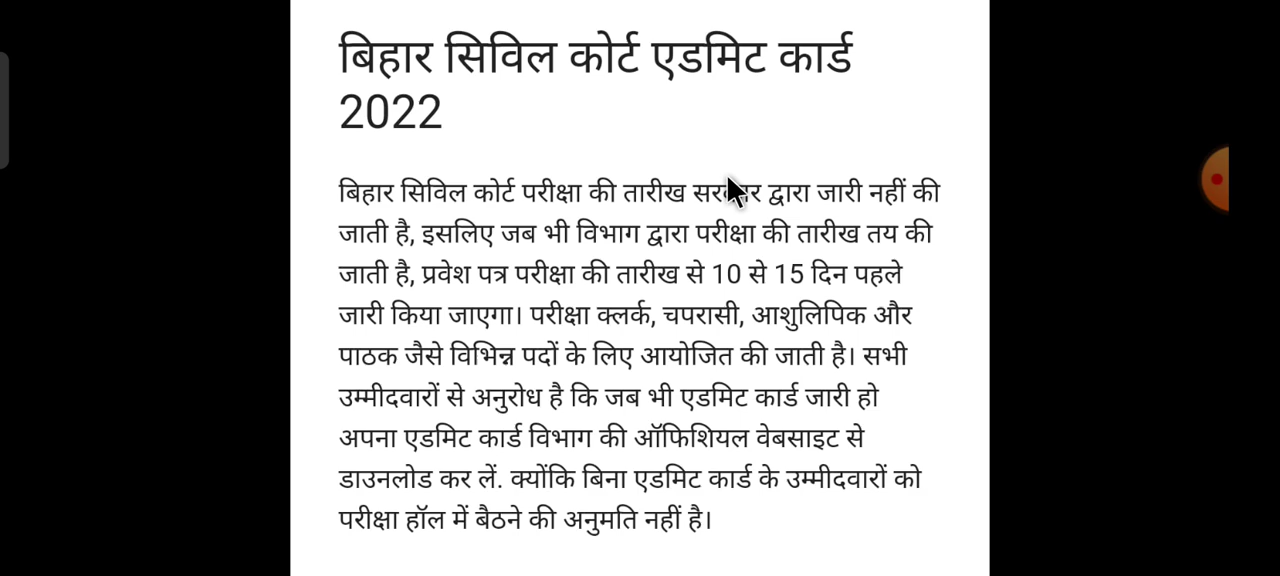 बिहार सिविल कोर्ट एडमिट कार्ड
2022
बिहार सिविल कोर्ट परीक्षा की तारीख सरकार द्वारा जारी नहीं की
जाती है, इसलिए जब भी विभाग द्वारा परीक्षा की तारीख तय की
जाती है, प्रवेश पत्र परीक्षा की तारीख से 10 से 15 दिन पहले
जारी किया जाएगा। परीक्षा क्लर्क, चपरासी, आशुलिपिक और
पाठक जैसे विभिन्न पदों के लिए आयोजित की जाती है। सभी
उम्मीदवारों से अनुरोध है कि जब भी एडमिट कार्ड जारी हो
अपना एडमिट कार्ड विभाग की ऑफिशियल वेबसाइट से
डाउनलोड कर लें. क्योंकि बिना एडमिट कार्ड के उम्मीदवारों को
परीक्षा हॉल में बैठने की अनुमति नहीं है।